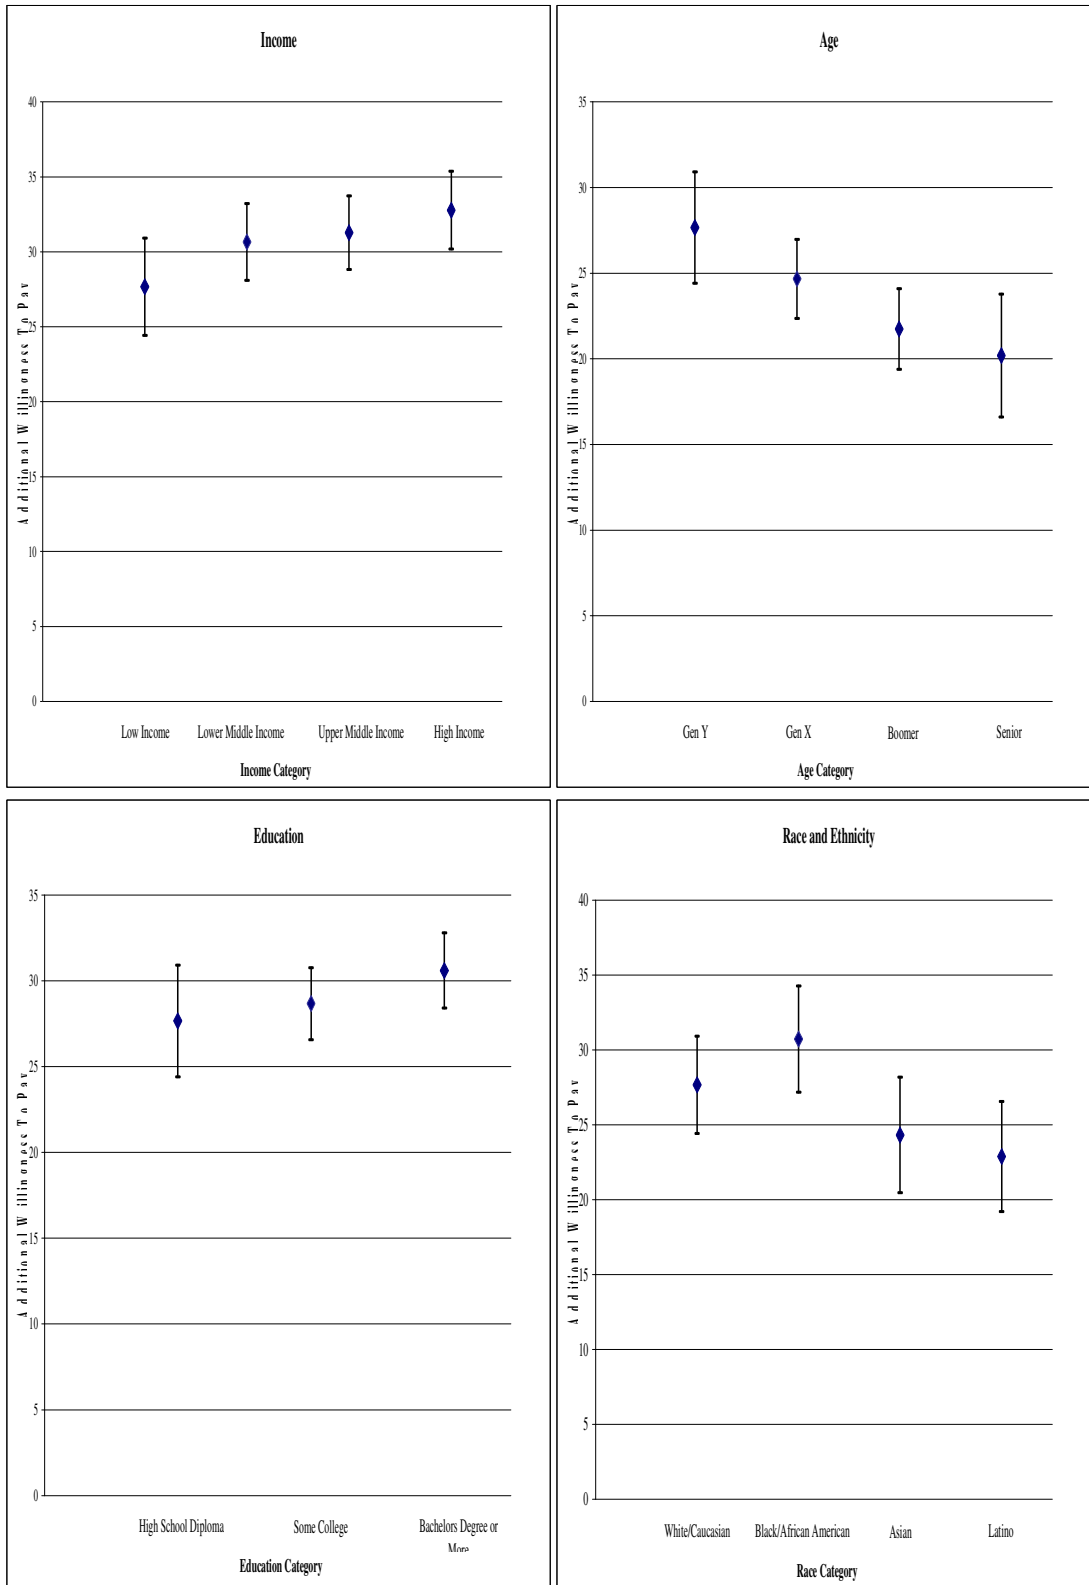 Income
40
35
30
25
20
15
10
5
0
Additional Willingness To Pay
Low Income Lower Middle Income Upper Middle Income High Income
Income Category
Age
35
30
25
20
15
10
5
0
Additional Willingness To Pay
Gen Y Gen X Boomer Senior
Age Category
Education
35
30
25
20
15
10
5
0
Additional Willingness To Pay
High School Diploma Some College Bachelors Degree or
More
Education Category
Race and Ethnicity
40
35
30
25
20
15
10
5
0
Additional Willingness To Pay
White/Caucasian Black/African American Asian Latino
Race Category